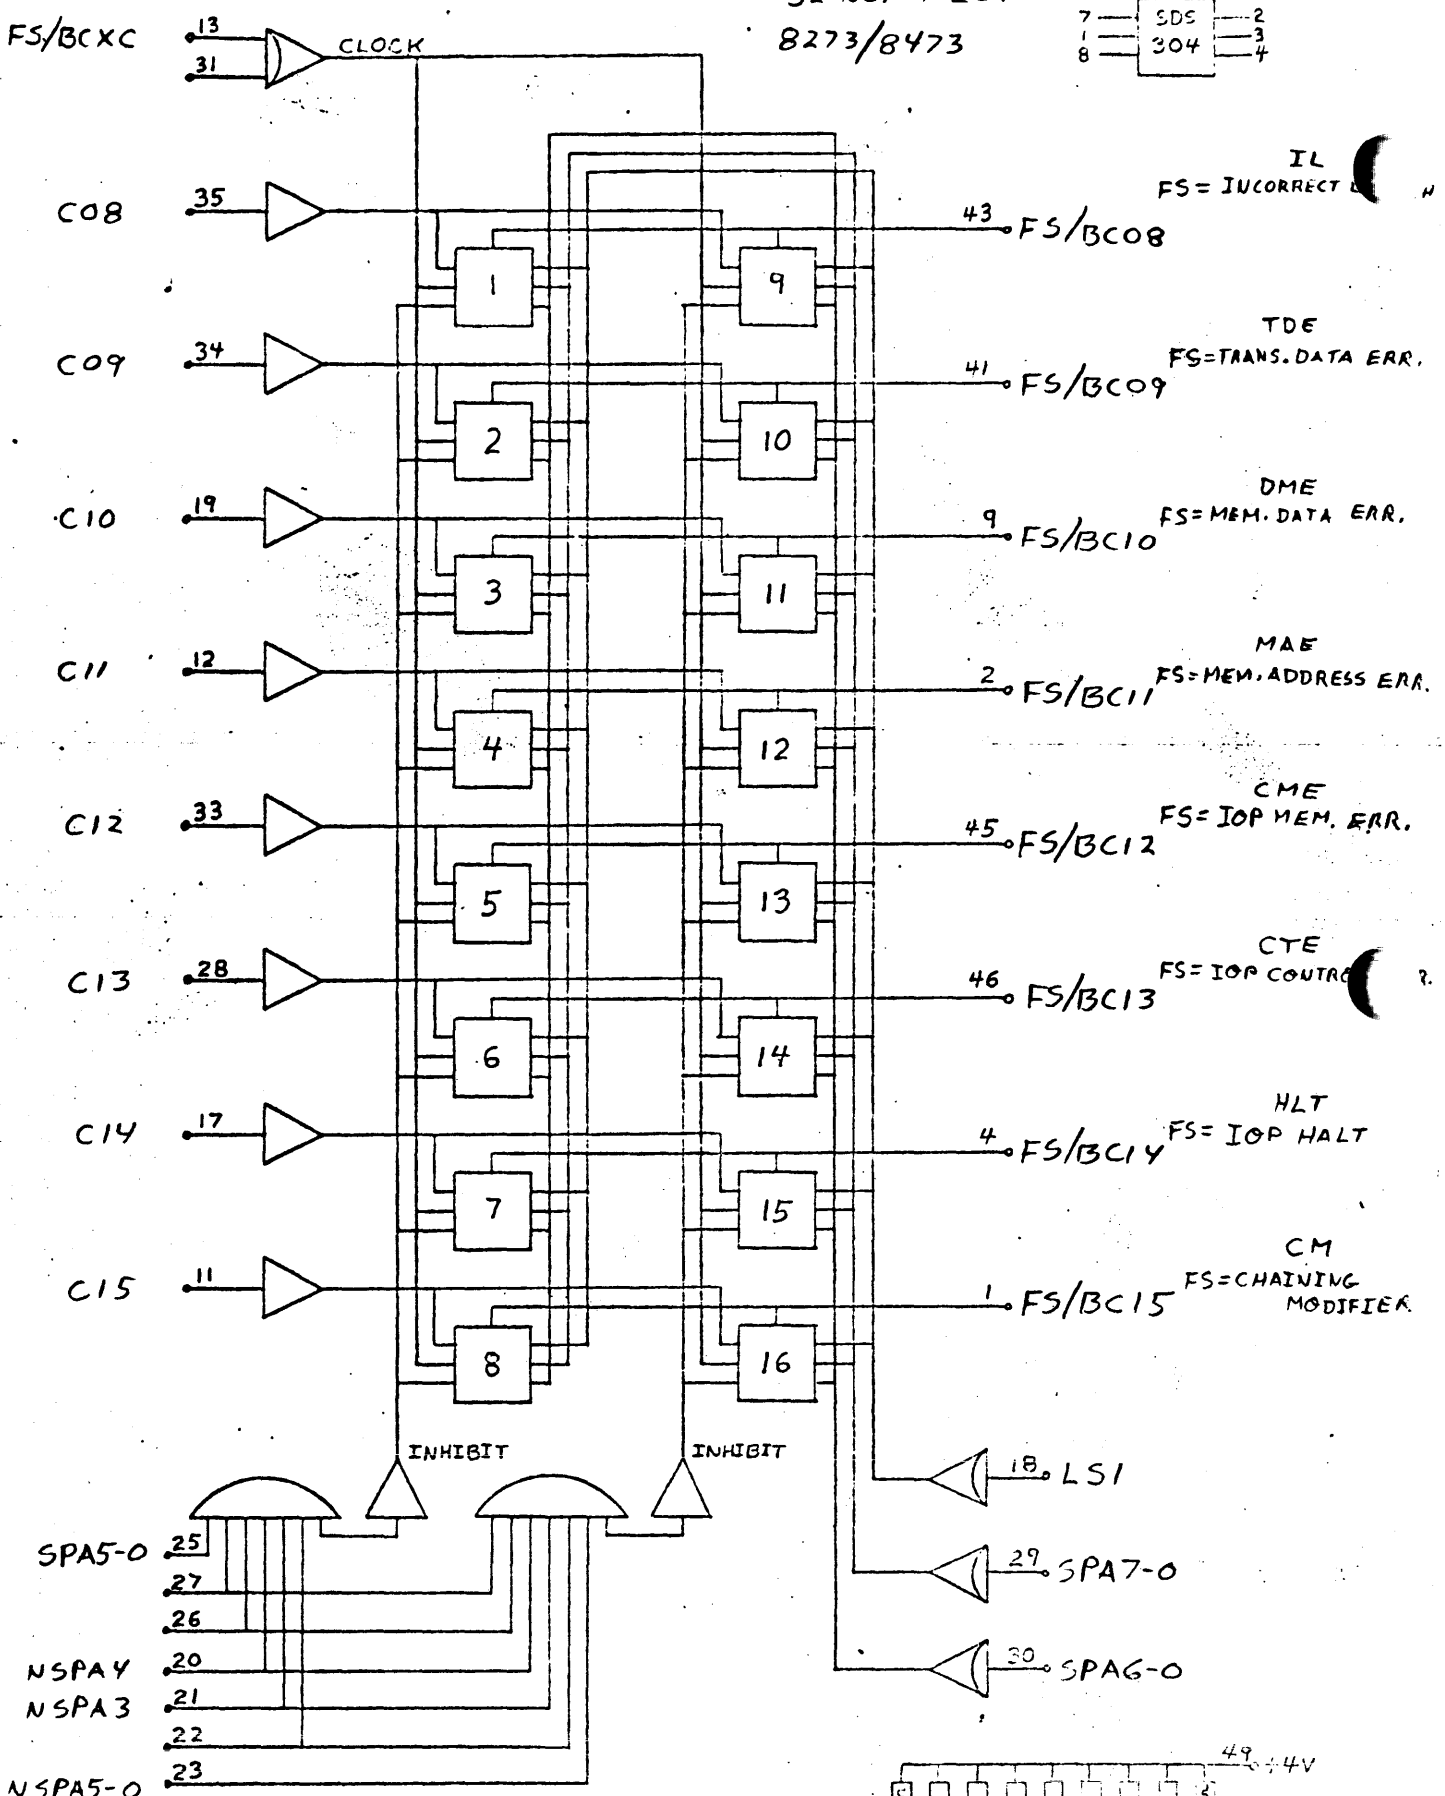 8273/8473
7 SDS 2
1 304 3
8 4
FS/BCXC 13 CLOCK
31
IL
FS= INCORRECT
C08 35 43 FS/BC08
1 9
TDE
FS=TRANS.DATA ERR.
C09 34 41 FS/BC09
2 10
DME
FS=MEM.DATA ERR.
C10 19 9 FS/BC10
3 11
MAE
FS=MEM.ADDRESS ERR.
C11 12 2 FS/BC11
4 12
CME
FS=IOP MEM. ERR.
C12 33 45 FS/BC12
5 13
CTE
FS=IOP
C13 28 46 FS/BC13
6 14
HLT
FS= IOP HALT
C14 17 4 FS/BC14
7 15
CM
FS=CHAINING
MODIFIER
C15 11 1 FS/BC15
8 16
INHIBIT INHIBIT
18 LS1
SPA5-0 25
27
29 SPA7-0
26
NSPA4 20
30 SPA6-0
NSPA3 21
22
49 +4V
NSPA5-0 23